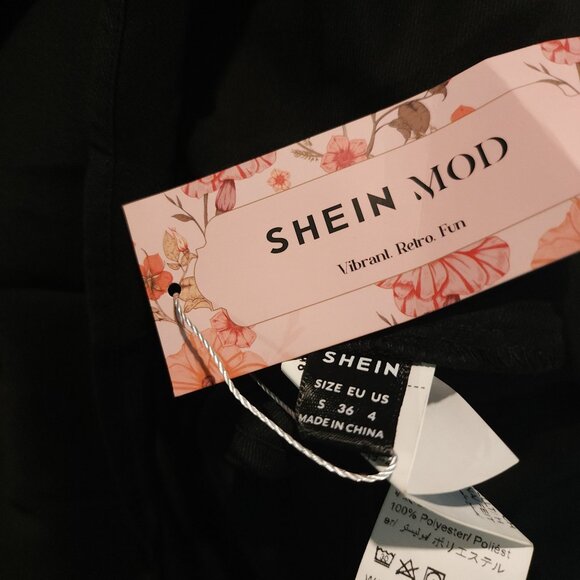 SHEIN MOD
Vibrant. Retro. Fun
SHEIN
SIZE EU US
S 36 4
MADE IN CHINA
100% Polyester/ Poliést
ポリエステル